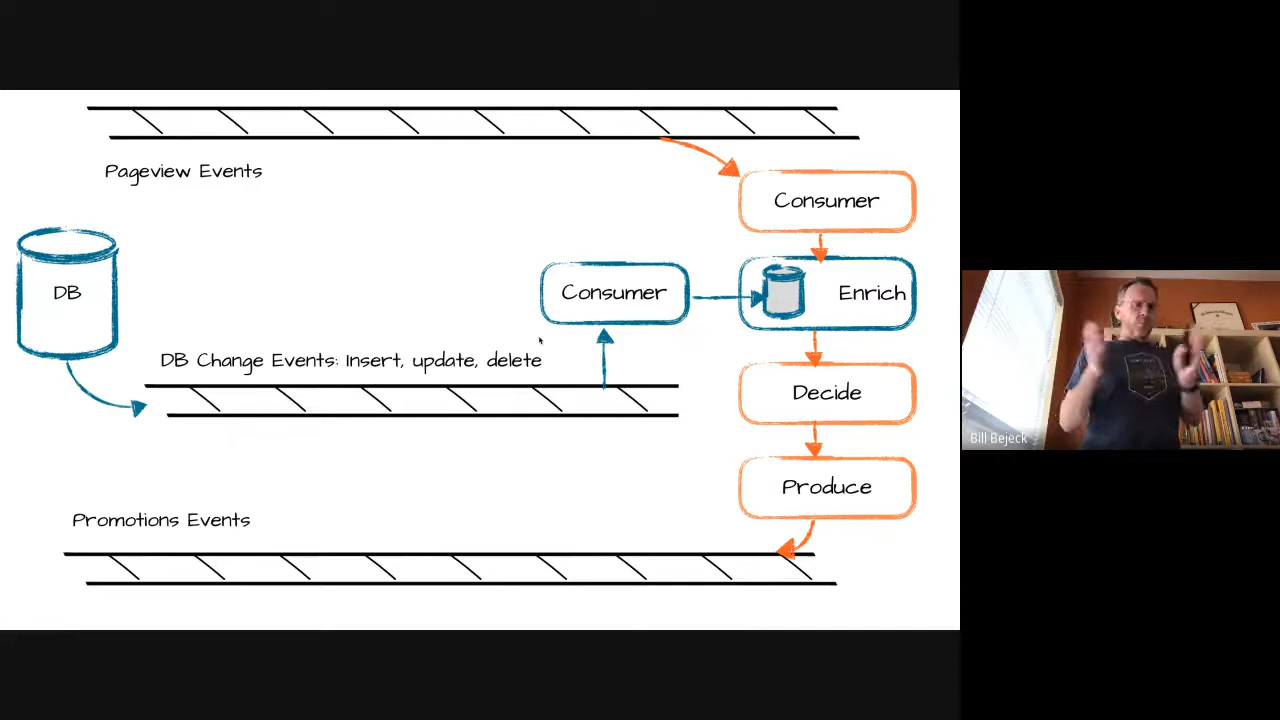 Pageview Events
Consumer
DB
Consumer
Enrich
DB Change Events: Insert, update, delete
Decide
Bill Bejeck
Produce
Promotions Events